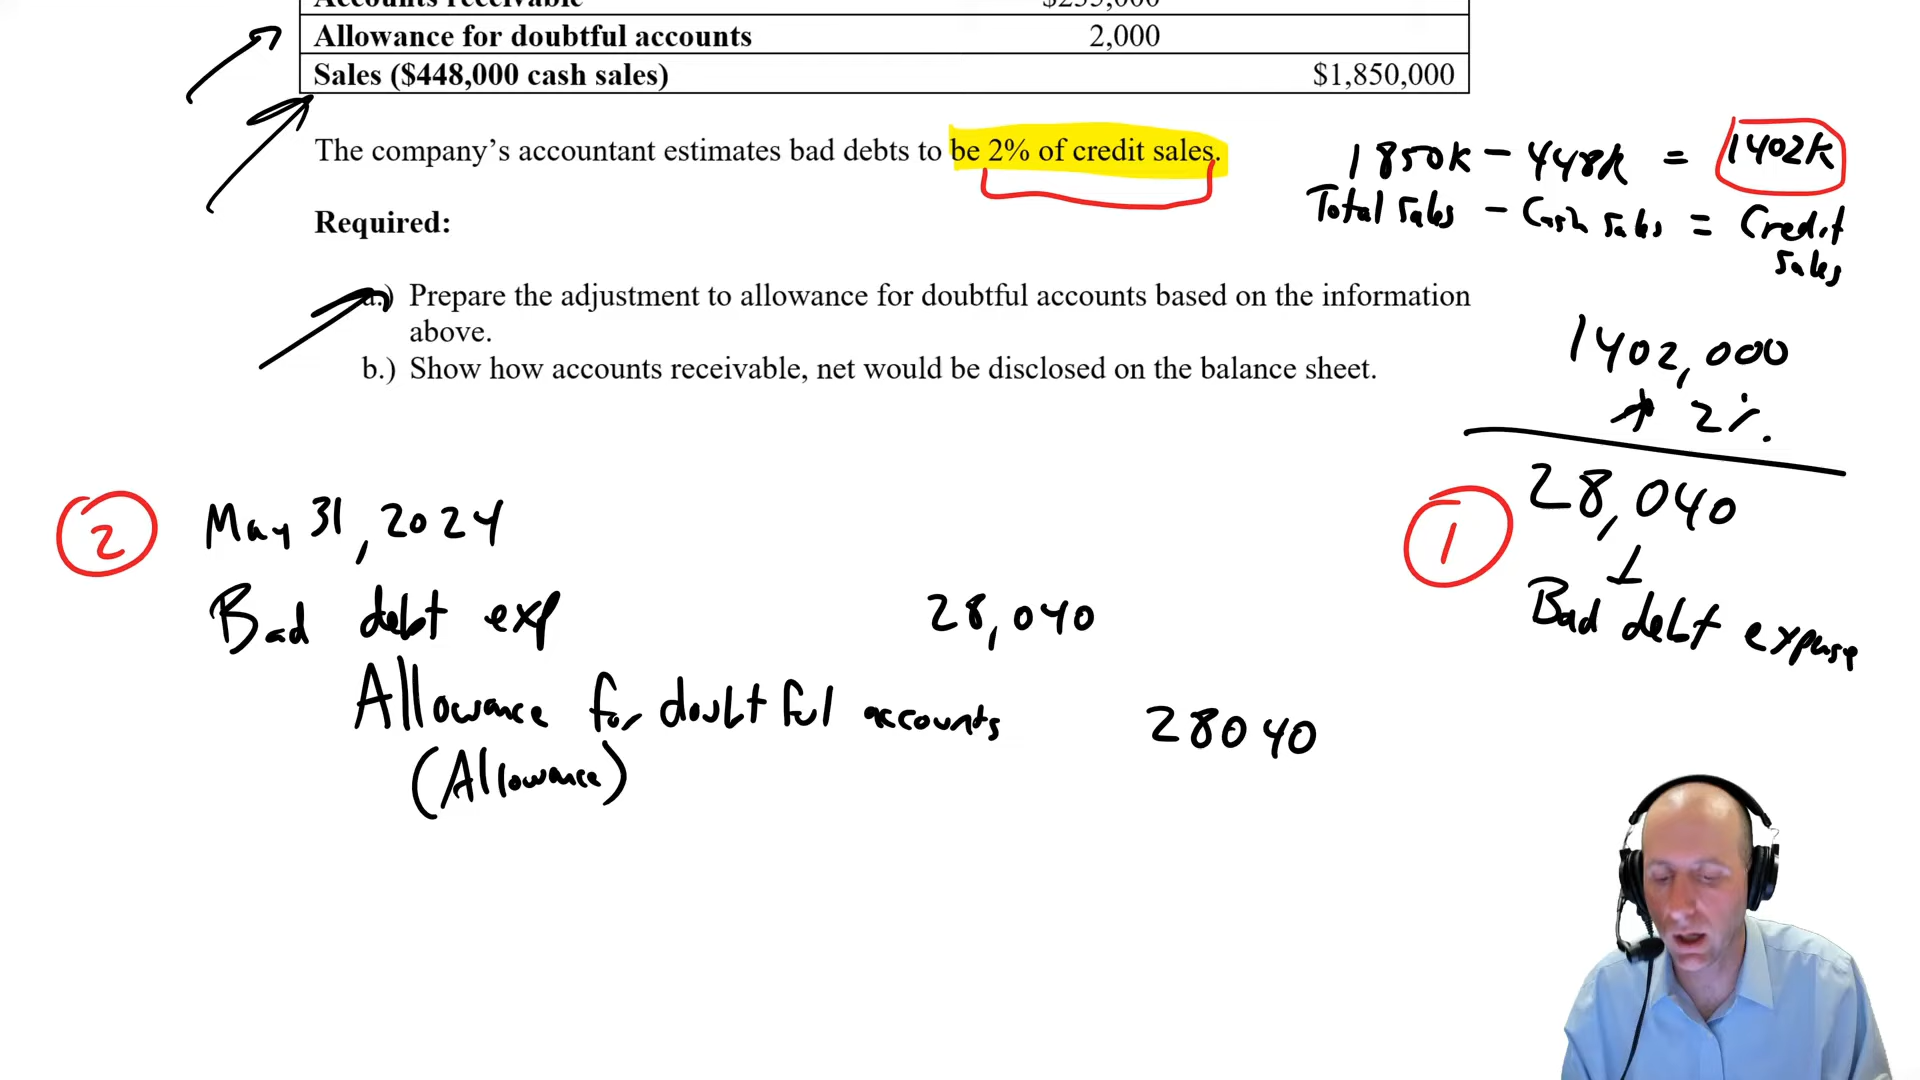 Accounts receivable $235,000
Allowance for doubtful accounts 2,000
Sales ($448,000 cash sales) $1,850,000
The company's accountant estimates bad debts to be 2% of credit sales.
1850k - 448k = 1402k
Total sales - Cash sales = Credit sales
Required:
a.) Prepare the adjustment to allowance for doubtful accounts based on the information
above.
b.) Show how accounts receivable, net would be disclosed on the balance sheet.
1402,000
* 2%.
28,040
1
Bad debt expense
2 May 31, 2024
Bad debt exp 28,040
Allowance for doubtful accounts 28040
(Allowance)